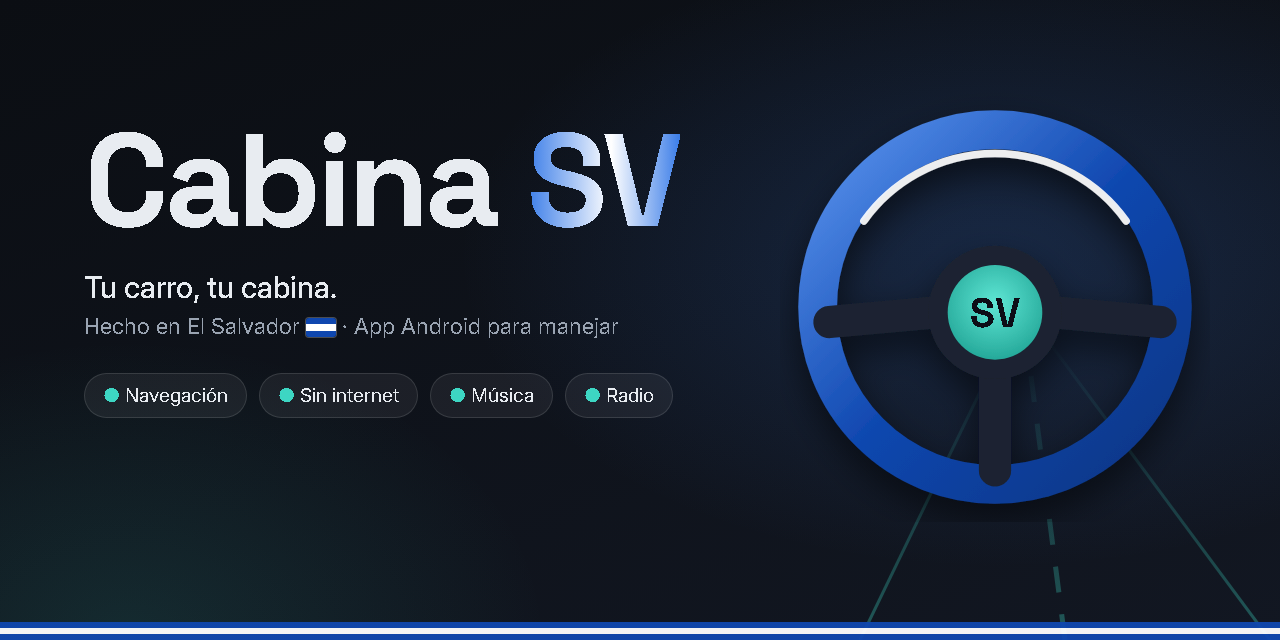 Cabina SV
Tu carro, tu cabina.
Hecho en El Salvador · App Android para manejar
Navegación
Sin internet
Música
Radio
SV